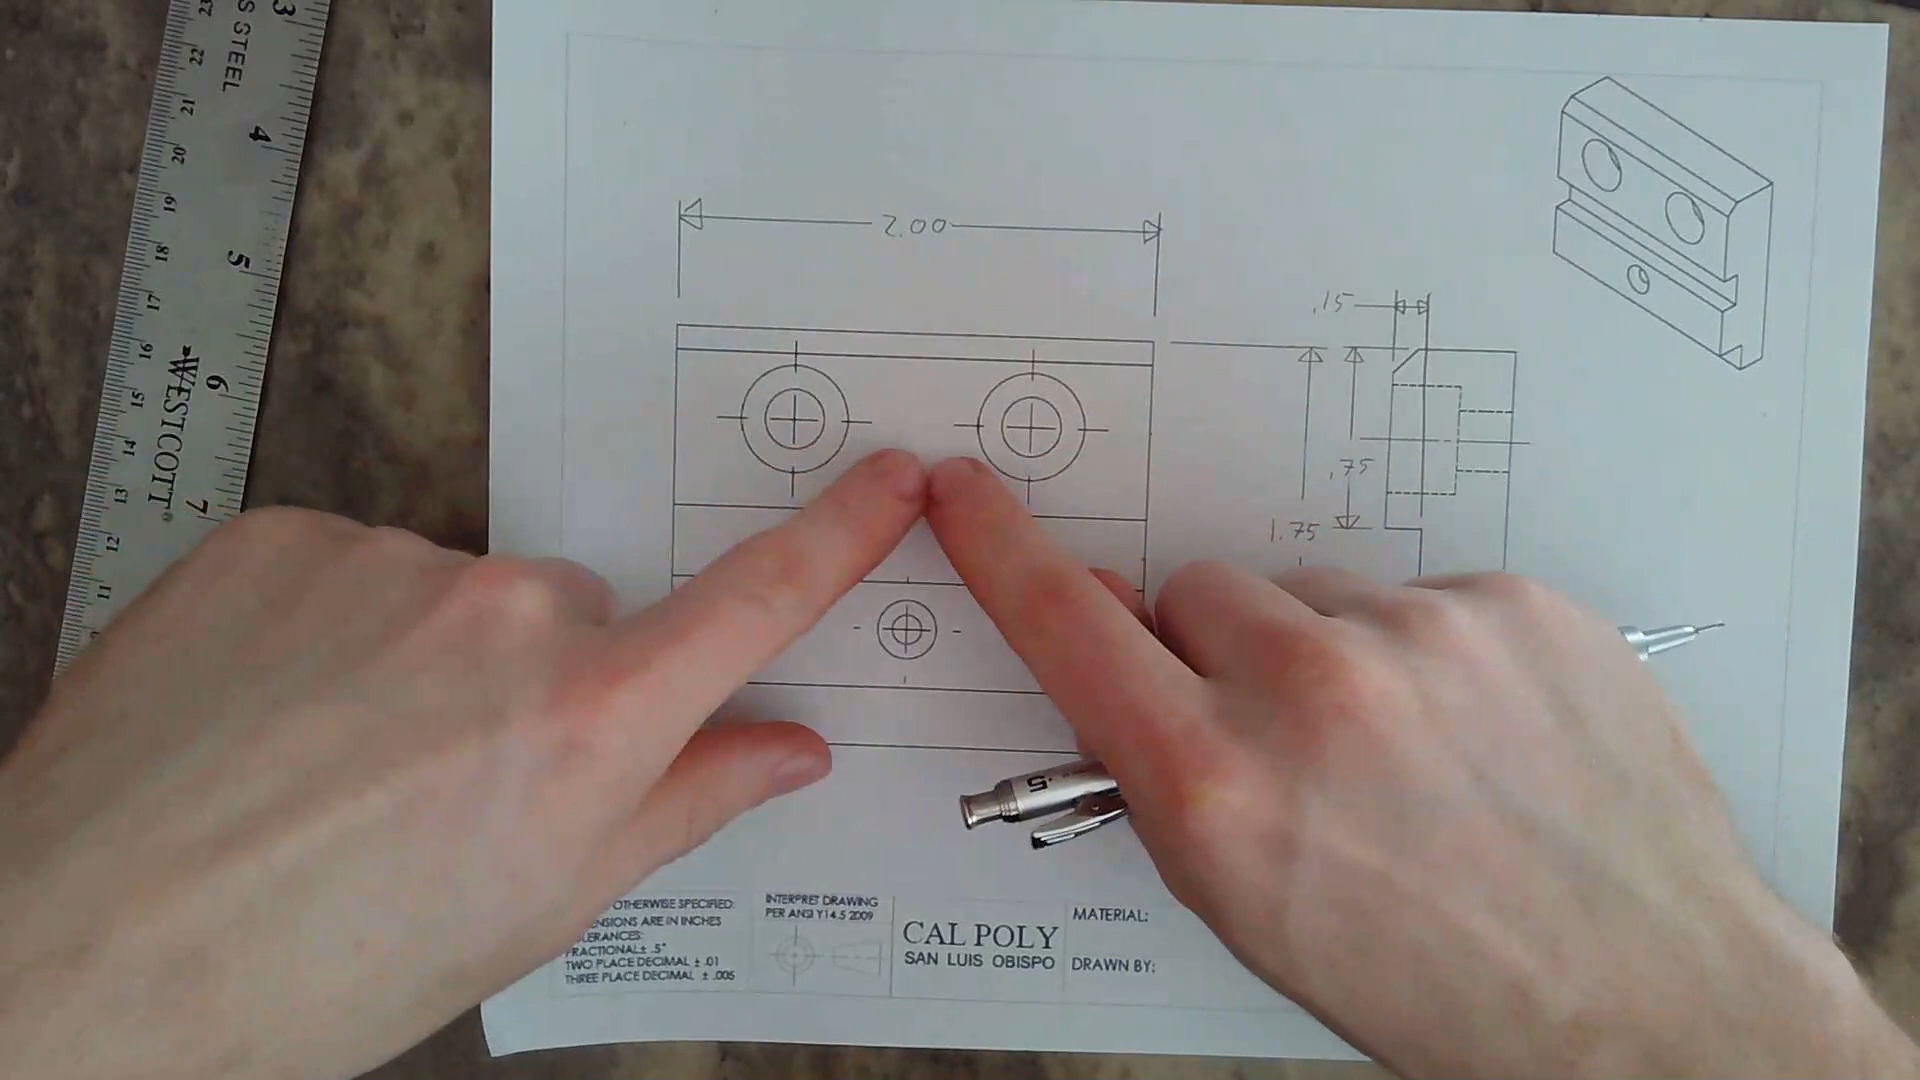 2.00
.15
.75
1.75
3
S STEEL
4
5
6
7
WESTCOTT®
23
22
21
20
19
18
17
16
15
14
13
12
11
.5
OTHERWISE SPECIFIED:
ENSIONS ARE IN INCHES
LERANCES:
FRACTIONAL± .5°
TWO PLACE DECIMAL ± .01
THREE PLACE DECIMAL ± .005
INTERPRET DRAWING
PER ANSI Y14.5 2009
CAL POLY
SAN LUIS OBISPO
MATERIAL:
DRAWN BY: